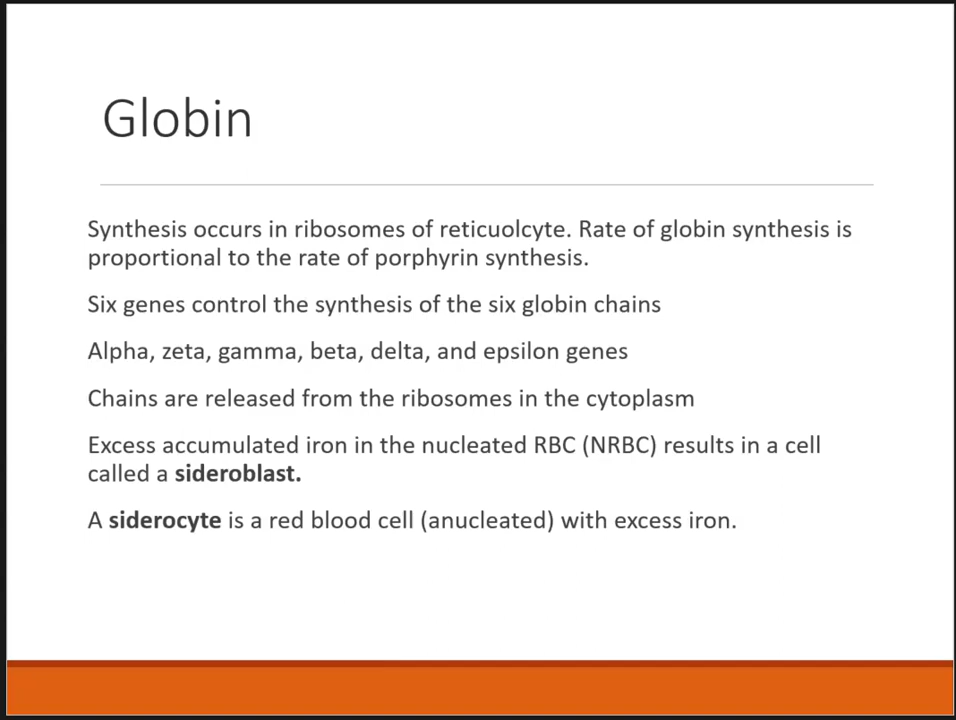 Globin
Synthesis occurs in ribosomes of reticuolcyte. Rate of globin synthesis is
proportional to the rate of porphyrin synthesis.
Six genes control the synthesis of the six globin chains
Alpha, zeta, gamma, beta, delta, and epsilon genes
Chains are released from the ribosomes in the cytoplasm
Excess accumulated iron in the nucleated RBC (NRBC) results in a cell
called a sideroblast.
A siderocyte is a red blood cell (anucleated) with excess iron.